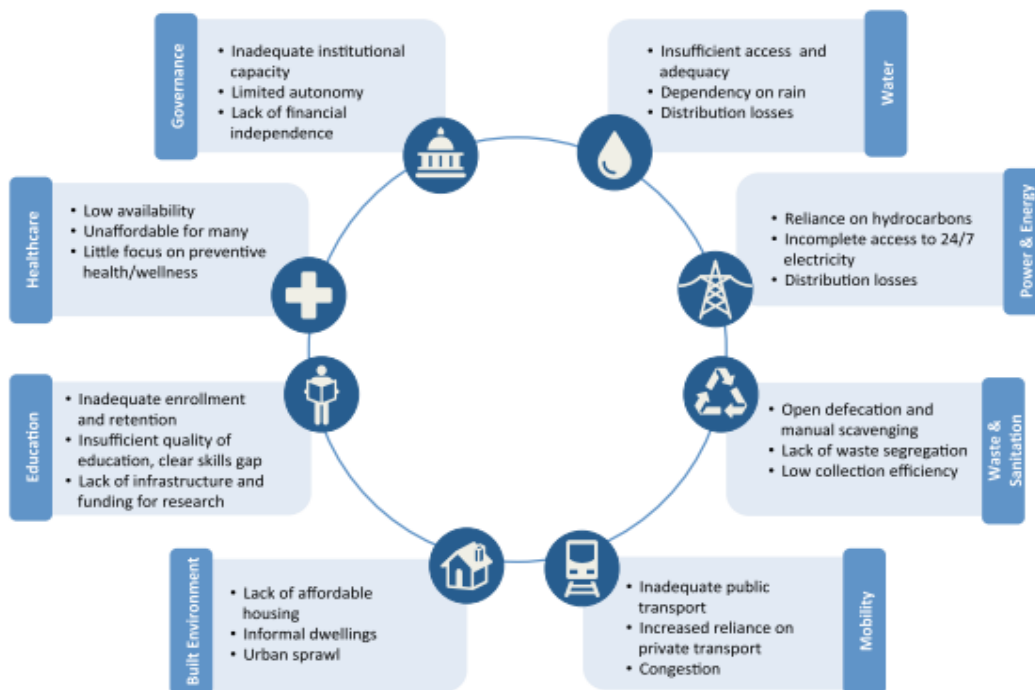 Governance
• Inadequate institutional
capacity
• Limited autonomy
• Lack of financial
independence
Water
• Insufficient access and
adequacy
• Dependency on rain
• Distribution losses
Healthcare
• Low availability
• Unaffordable for many
• Little focus on preventive
health/wellness
Power & Energy
• Reliance on hydrocarbons
• Incomplete access to 24/7
electricity
• Distribution losses
Education
• Inadequate enrollment
and retention
• Insufficient quality of
education, clear skills gap
• Lack of infrastructure and
funding for research
Waste &
Sanitation
• Open defecation and
manual scavenging
• Lack of waste segregation
• Low collection efficiency
Built Environment
• Lack of affordable
housing
• Informal dwellings
• Urban sprawl
Mobility
• Inadequate public
transport
• Increased reliance on
private transport
• Congestion